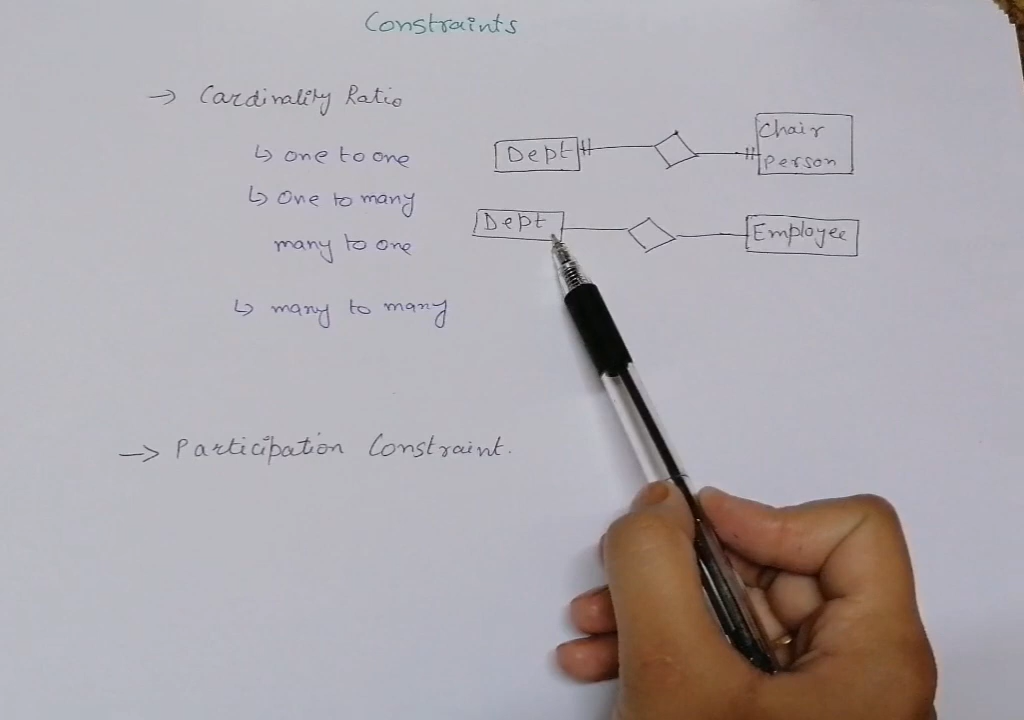 Constraints
→ Cardinality Ratio
↳ one to one
Dept
Chair
Person
↳ One to many
Dept
Employee
many to one
↳ many to many
→ Participation Constraint.